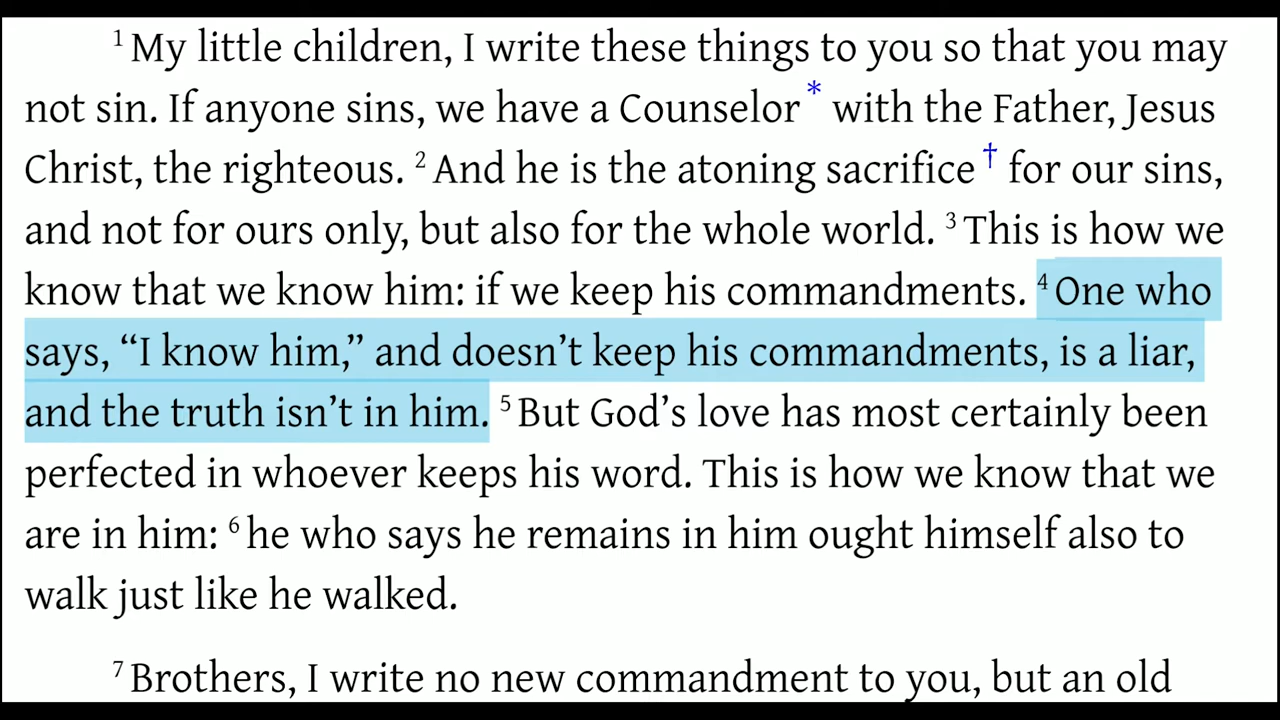 ¹ My little children, I write these things to you so that you may
not sin. If anyone sins, we have a Counselor * with the Father, Jesus
Christ, the righteous. ² And he is the atoning sacrifice † for our sins,
and not for ours only, but also for the whole world. ³ This is how we
know that we know him: if we keep his commandments. ⁴ One who
says, “I know him,” and doesn’t keep his commandments, is a liar,
and the truth isn’t in him. ⁵ But God’s love has most certainly been
perfected in whoever keeps his word. This is how we know that we
are in him: ⁶ he who says he remains in him ought himself also to
walk just like he walked.
⁷ Brothers, I write no new commandment to you, but an old